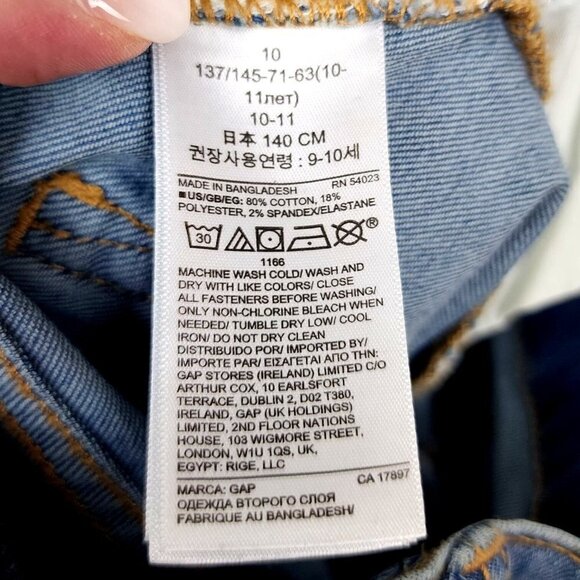 10
137/145-71-63(10-
11лет)
10-11
日本 140 CM
권장사용연령 : 9-10세
MADE IN BANGLADESH RN 54023
■ US/GB/EG: 80% COTTON, 18%
POLYESTER, 2% SPANDEX/ELASTANE
30 ®
1166
MACHINE WASH COLD/ WASH AND
DRY WITH LIKE COLORS/ CLOSE
ALL FASTENERS BEFORE WASHING/
ONLY NON-CHLORINE BLEACH WHEN
NEEDED/ TUMBLE DRY LOW/ COOL
IRON/ DO NOT DRY CLEAN
DISTRIBUIDO POR/ IMPORTED BY/
IMPORTE PAR/ ΕΙΣΑΓΕΤΑΙ ΑΠΟ ΤΗΝ:
GAP STORES (IRELAND) LIMITED C/O
ARTHUR COX, 10 EARLSFORT
TERRACE, DUBLIN 2, D02 T380,
IRELAND, GAP (UK HOLDINGS)
LIMITED, 2ND FLOOR NATIONS
HOUSE, 103 WIGMORE STREET,
LONDON, W1U 1QS, UK,
EGYPT: RIGE, LLC
MARCA: GAP CA 17897
ОДЕЖДА ВТОРОГО СЛОЯ
FABRIQUE AU BANGLADESH/